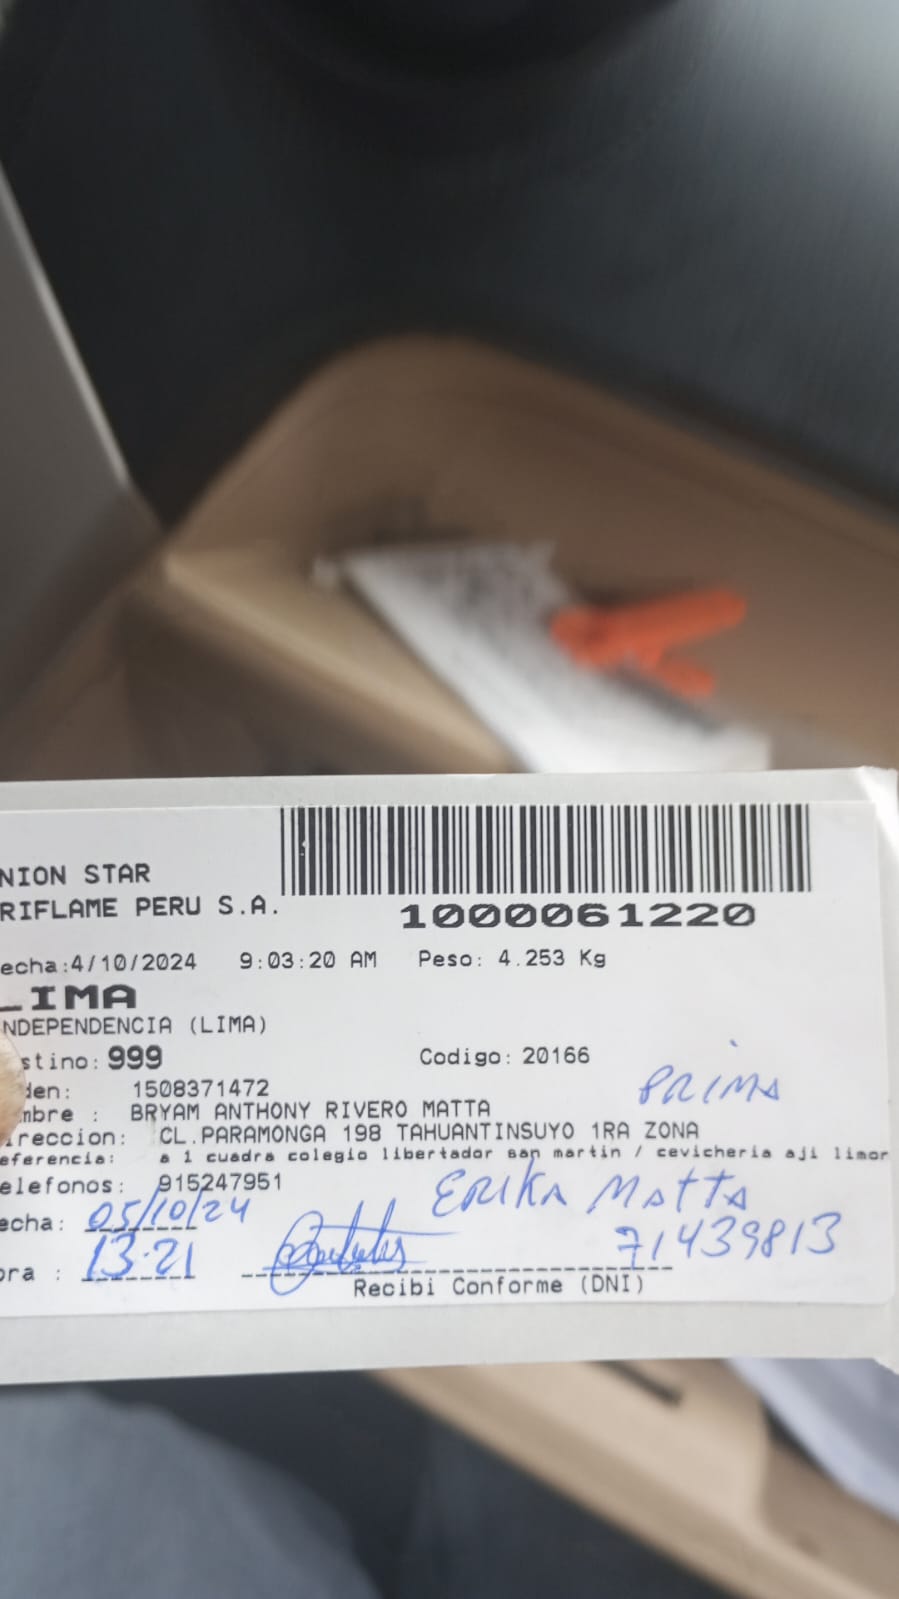 NION STAR
RIFLAME PERU S.A.
1000061220
echa:4/10/2024 9:03:20 AM Peso: 4.253 Kg
LIMA
NDEPENDENCIA (LIMA)
stino: 999 Codigo: 20166
den: 1508371472
PRIMA
mbre : BRYAM ANTHONY RIVERO MATTA
ireccion: CL.PARAMONGA 198 TAHUANTINSUYO 1RA ZONA
eferencia: a 1 cuadra colegio libertador san martin / cevicheria aji limor
elefonos: 915247951
ERIKA MATTA
echa: 05/10/24
71439813
ora : 13:21
Recibi Conforme (DNI)